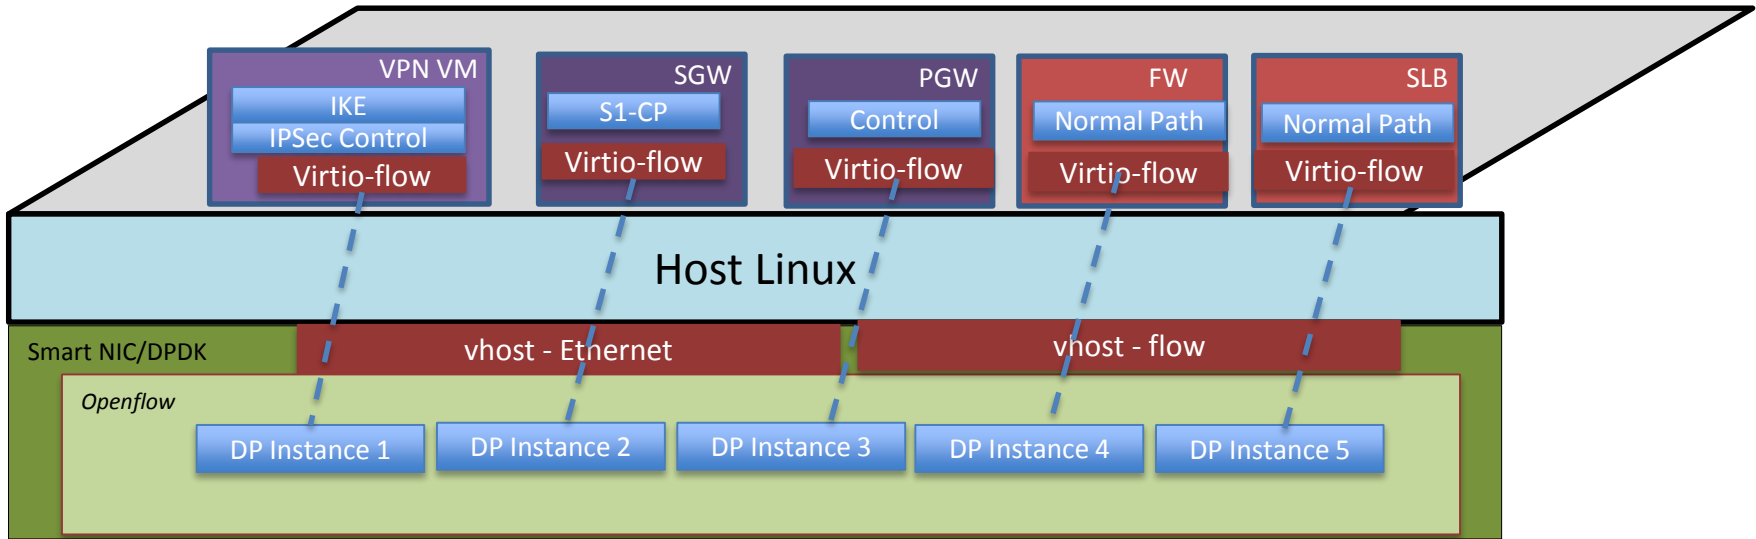 VPN VM
IKE
IPSec Control
Virtio-flow
SGW
S1-CP
Virtio-flow
PGW
Control
Virtio-flow
FW
Normal Path
Virtio-flow
SLB
Normal Path
Virtio-flow
Host Linux
Smart NIC/DPDK
vhost - Ethernet
vhost - flow
Openflow
DP Instance 1
DP Instance 2
DP Instance 3
DP Instance 4
DP Instance 5